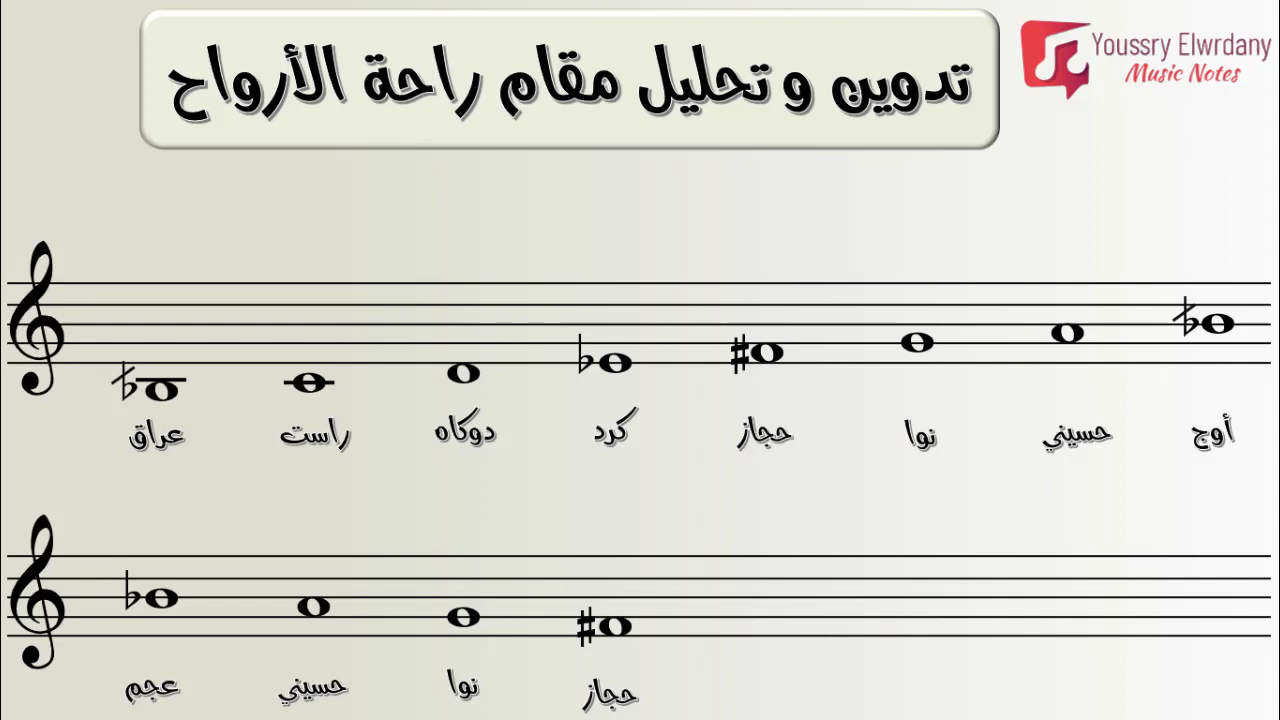 تدوين و تحليل مقام راحة الأرواح
Youssry Elwrdany
Music Notes
عراق راست دوكاه كرد حجاز نوا حسيني أوج
عجم حسيني نوا حجاز